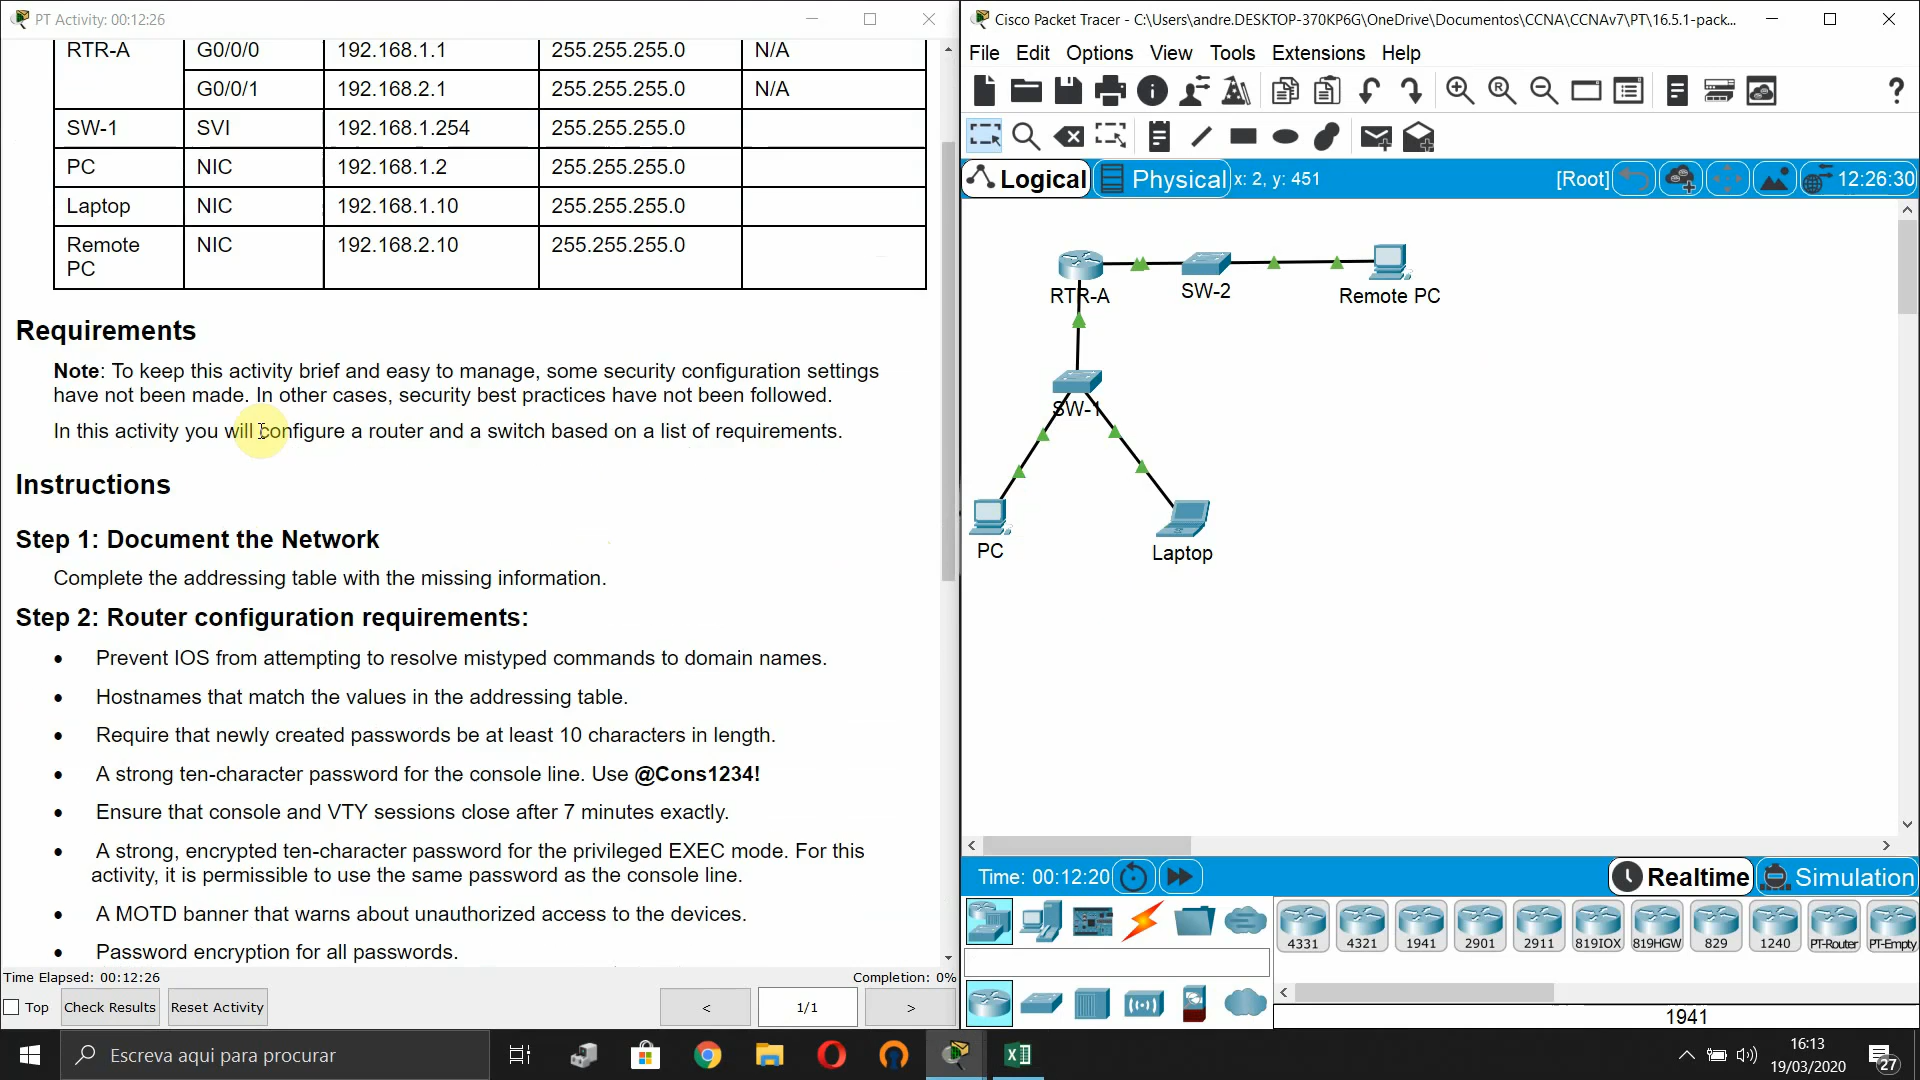 PT Activity: 00:12:26
RTR-A G0/0/0 192.168.1.1 255.255.255.0 N/A
G0/0/1 192.168.2.1 255.255.255.0 N/A
SW-1 SVI 192.168.1.254 255.255.255.0
PC NIC 192.168.1.2 255.255.255.0
Laptop NIC 192.168.1.10 255.255.255.0
Remote PC NIC 192.168.2.10 255.255.255.0
Requirements
Note: To keep this activity brief and easy to manage, some security configuration settings
have not been made. In other cases, security best practices have not been followed.
In this activity you will configure a router and a switch based on a list of requirements.
Instructions
Step 1: Document the Network
Complete the addressing table with the missing information.
Step 2: Router configuration requirements:
• Prevent IOS from attempting to resolve mistyped commands to domain names.
• Hostnames that match the values in the addressing table.
• Require that newly created passwords be at least 10 characters in length.
• A strong ten-character password for the console line. Use @Cons1234!
• Ensure that console and VTY sessions close after 7 minutes exactly.
• A strong, encrypted ten-character password for the privileged EXEC mode. For this
activity, it is permissible to use the same password as the console line.
• A MOTD banner that warns about unauthorized access to the devices.
• Password encryption for all passwords.
Time Elapsed: 00:12:26 Completion: 0%
Top Check Results Reset Activity < 1/1 >
Cisco Packet Tracer - C:\Users\andre.DESKTOP-370KP6G\OneDrive\Documentos\CCNA\CCNAv7\PT\16.5.1-pack...
File Edit Options View Tools Extensions Help
?
Logical Physical x: 2, y: 451 [Root] 12:26:30
RTR-A SW-2 Remote PC
SW-1
PC Laptop
Time: 00:12:20 Realtime Simulation
4331 4321 1941 2901 2911 819IOX 819HGW 829 1240 PT-Router PT-Empty
1941
Escreva aqui para procurar
16:13
19/03/2020
27